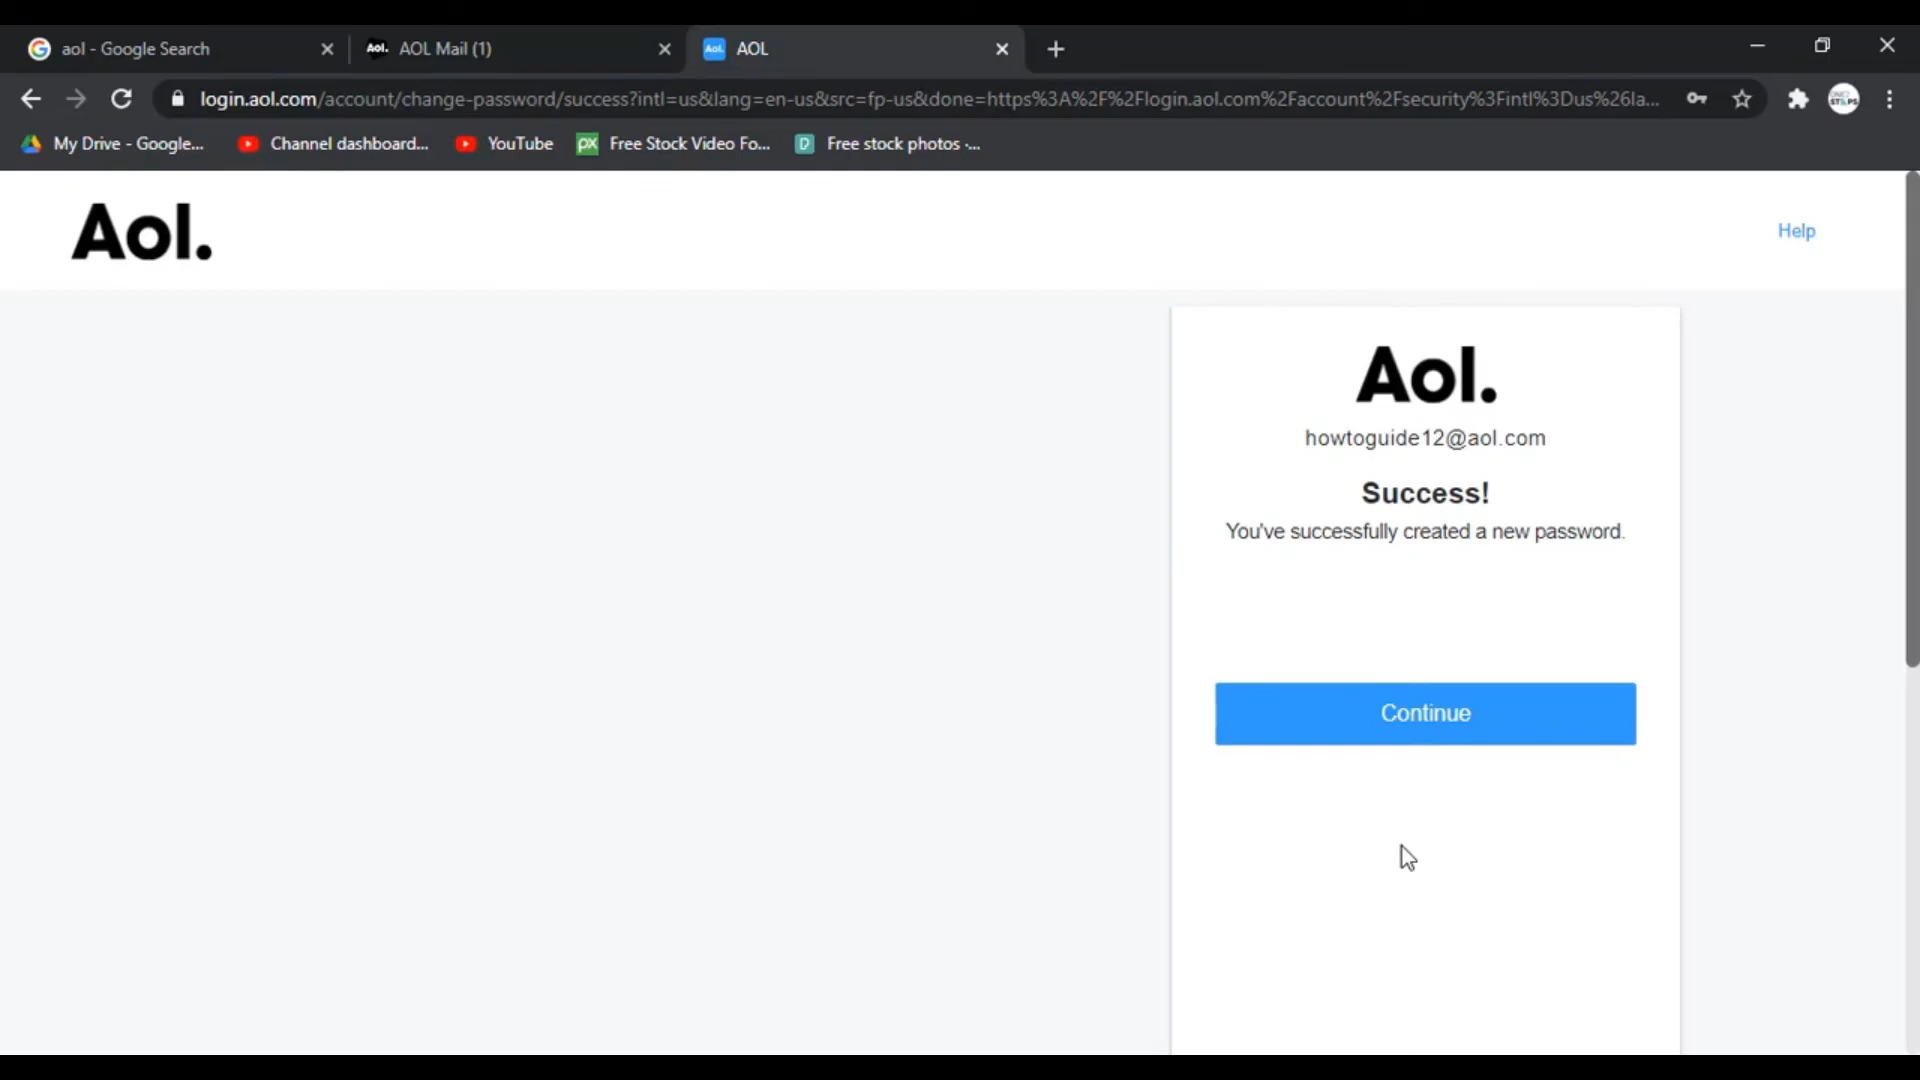 aol - Google Search
Aol. AOL Mail (1)
Aol. AOL
login.aol.com/account/change-password/success?intl=us&lang=en-us&src=fp-us&done=https%3A%2F%2Flogin.aol.com%2Faccount%2Fsecurity%3Fintl%3Dus%26la...
My Drive - Google...
Channel dashboard...
YouTube
px Free Stock Video Fo...
D Free stock photos ·...
Aol.
Help
Aol.
howtoguide12@aol.com
Success!
You've successfully created a new password.
Continue